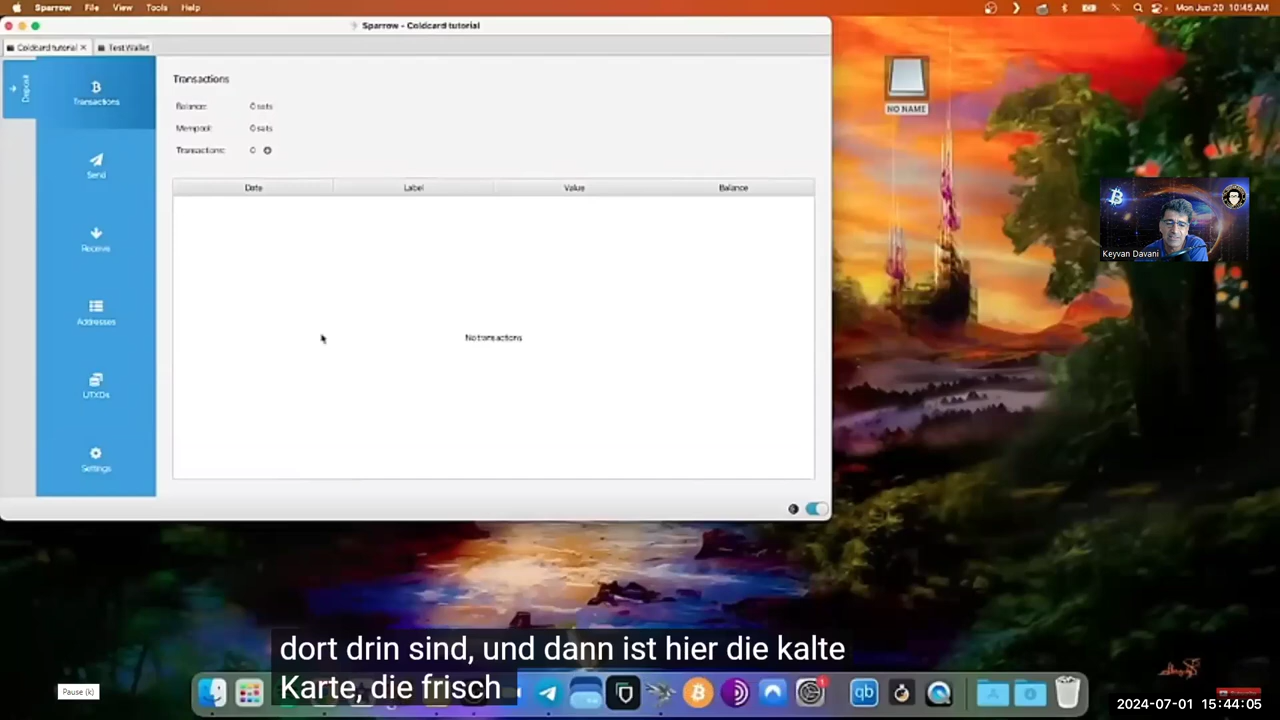 Sparrow File View Tools Help
Mon Jun 20 10:45 AM
Sparrow - Coldcard tutorial
Coldcard tutorial
Test Wallet
Deposit
Transactions
Send
Receive
Addresses
UTXOs
Settings
Transactions
Balance: 0 sats
Mempool: 0 sats
Transactions: 0
Date Label Value Balance
No transactions
NO NAME
Keyvan Davani
dort drin sind, und dann ist hier die kalte
Karte, die frisch
Pause (k)
qb
1
2024-07-01 15:44:05